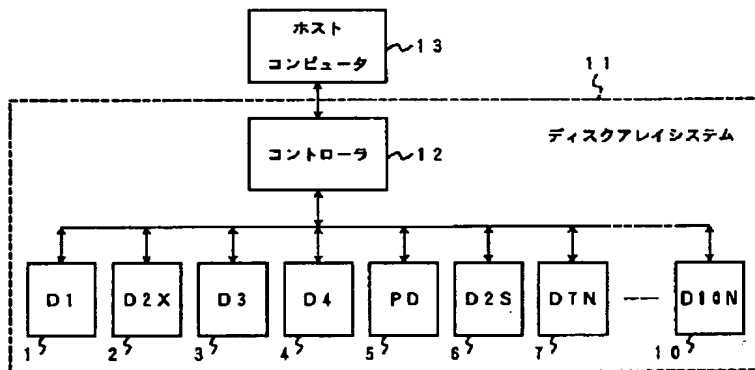 ホスト
コンピュータ
13
11
ディスクアレイシステム
コントローラ
12
D1
D2X
D3
D4
PD
D2S
D7N
D10N
1
2
3
4
5
6
7
10